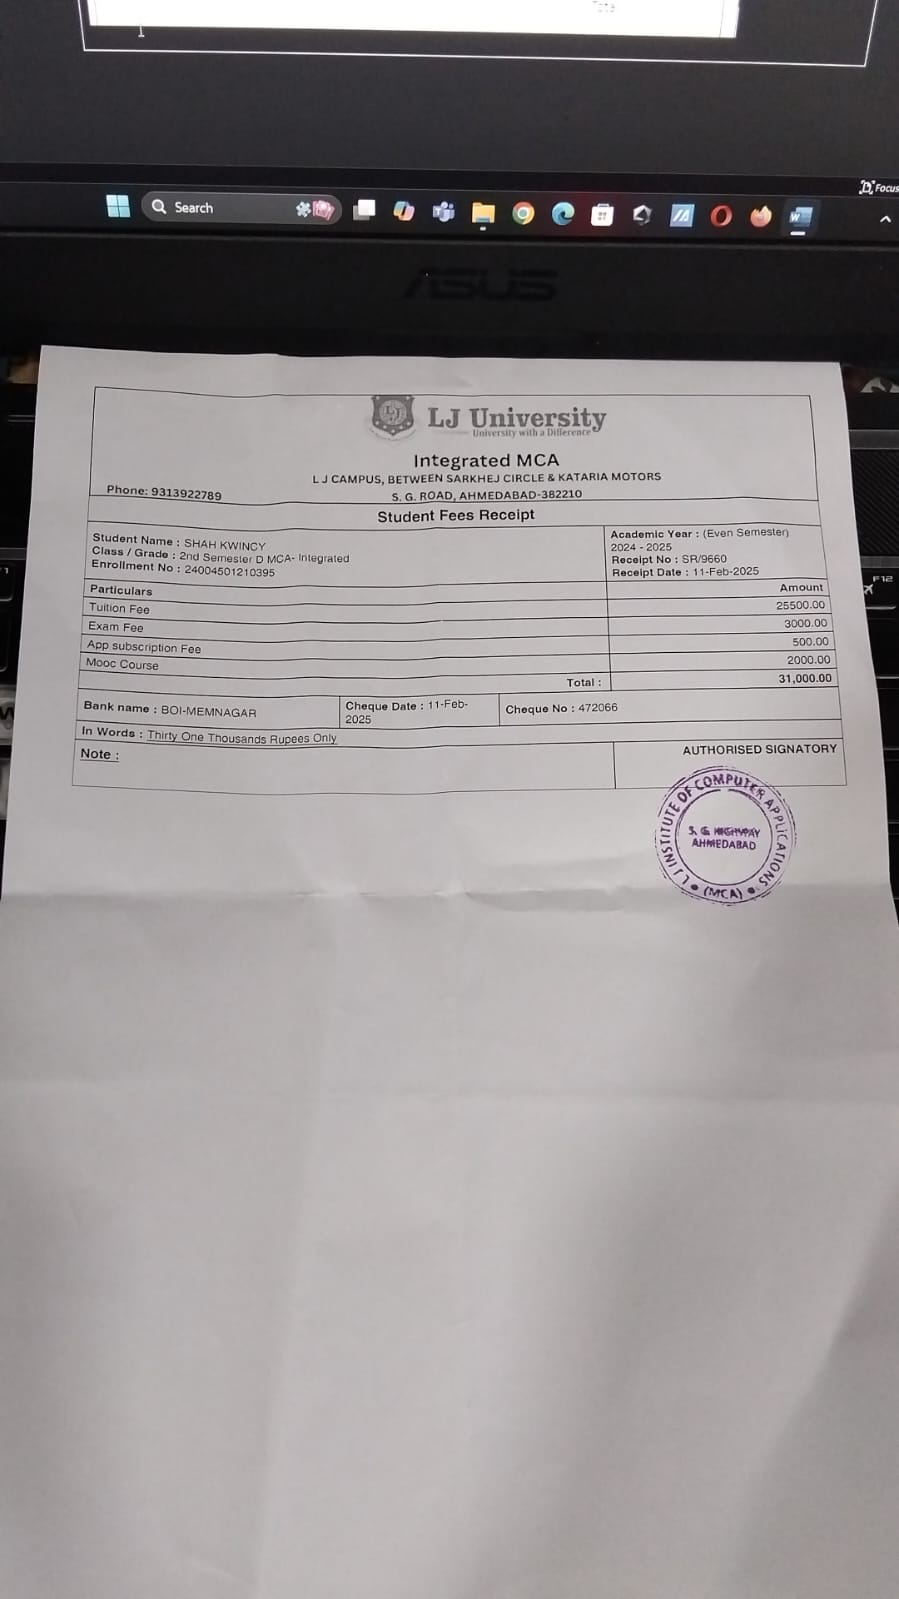 Focus
Search
ASUS
LJ University
University with a Difference
Integrated MCA
L J CAMPUS, BETWEEN SARKHEJ CIRCLE & KATARIA MOTORS
Phone: 9313922789
S. G. ROAD, AHMEDABAD-382210
Student Fees Receipt
Student Name : SHAH KWINCY
Class / Grade : 2nd Semester D MCA- Integrated
Enrollment No : 24004501210395
Academic Year : (Even Semester)
2024 - 2025
Receipt No : SR/9660
Receipt Date : 11-Feb-2025
Particulars Amount
Tuition Fee 25500.00
Exam Fee 3000.00
App subscription Fee 500.00
Mooc Course 2000.00
Total : 31,000.00
Bank name : BOI-MEMNAGAR
Cheque Date : 11-Feb-
2025
Cheque No : 472066
In Words : Thirty One Thousands Rupees Only
Note :
AUTHORISED SIGNATORY
L J INSTITUTE OF COMPUTER APPLICATIONS
S. G. HIGHWAY
AHMEDABAD
(MCA)
F12